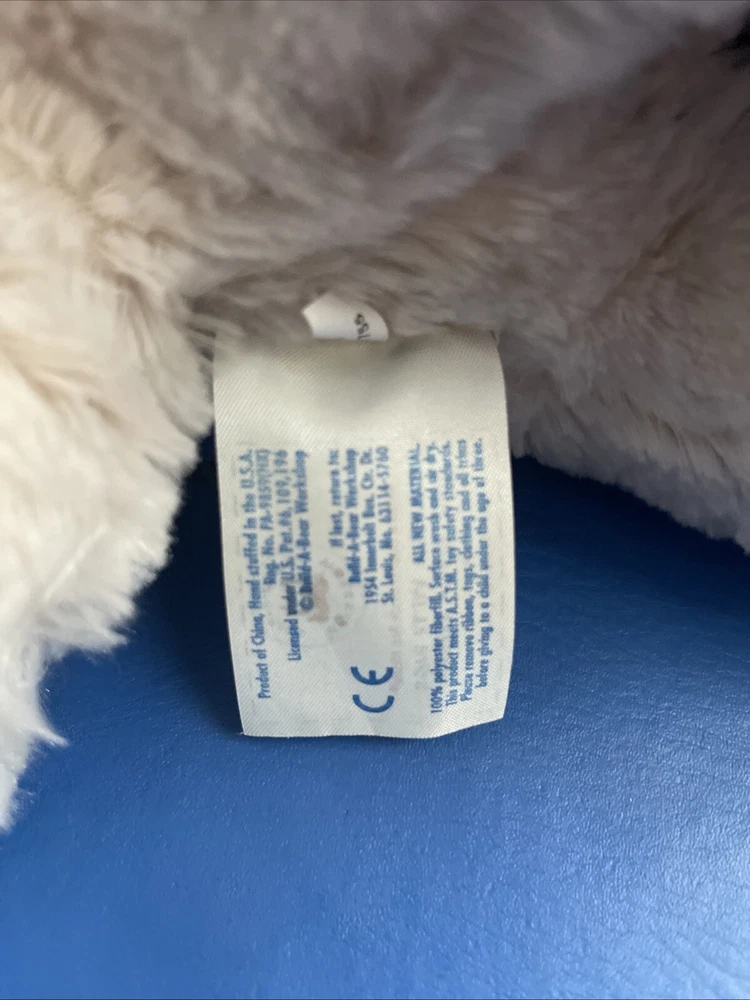 Product of China, Hand stuffed in the U.S.A.
Reg. No. PA-9859(HK)
Licensed under U.S. Pat.#6,109,196
© Build-A-Bear Workshop
If lost, return to:
Build-A-Bear Workshop
1954 Innerbelt Bus. Ctr. Dr.
St. Louis, Mo. 63114-5760
CE
ALL NEW MATERIAL.
100% polyester fiberfill. Surface wash and air dry.
This product meets A.S.T.M. toy safety standards.
Please remove ribbon, tags, clothing and all trims
before giving to a child under the age of three.